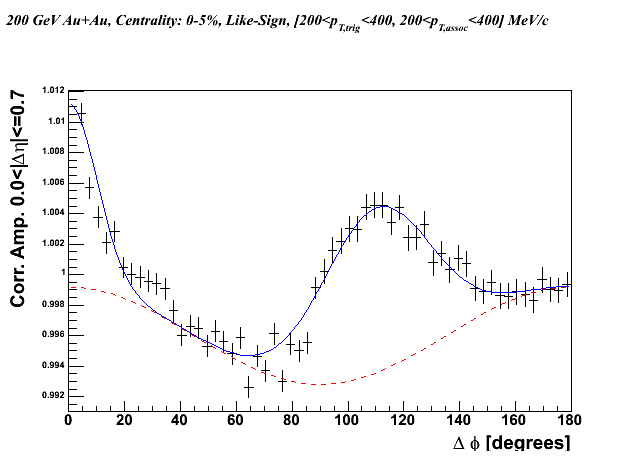 200 GeV Au+Au, Centrality: 0-5%, Like-Sign, [200<pT,trig<400, 200<pT,assoc<400] MeV/c
Corr. Amp. 0.0<|Δη|<=0.7
1.012
1.01
1.008
1.006
1.004
1.002
1
0.998
0.996
0.994
0.992
0 20 40 60 80 100 120 140 160 180
Δ ϕ [degrees]